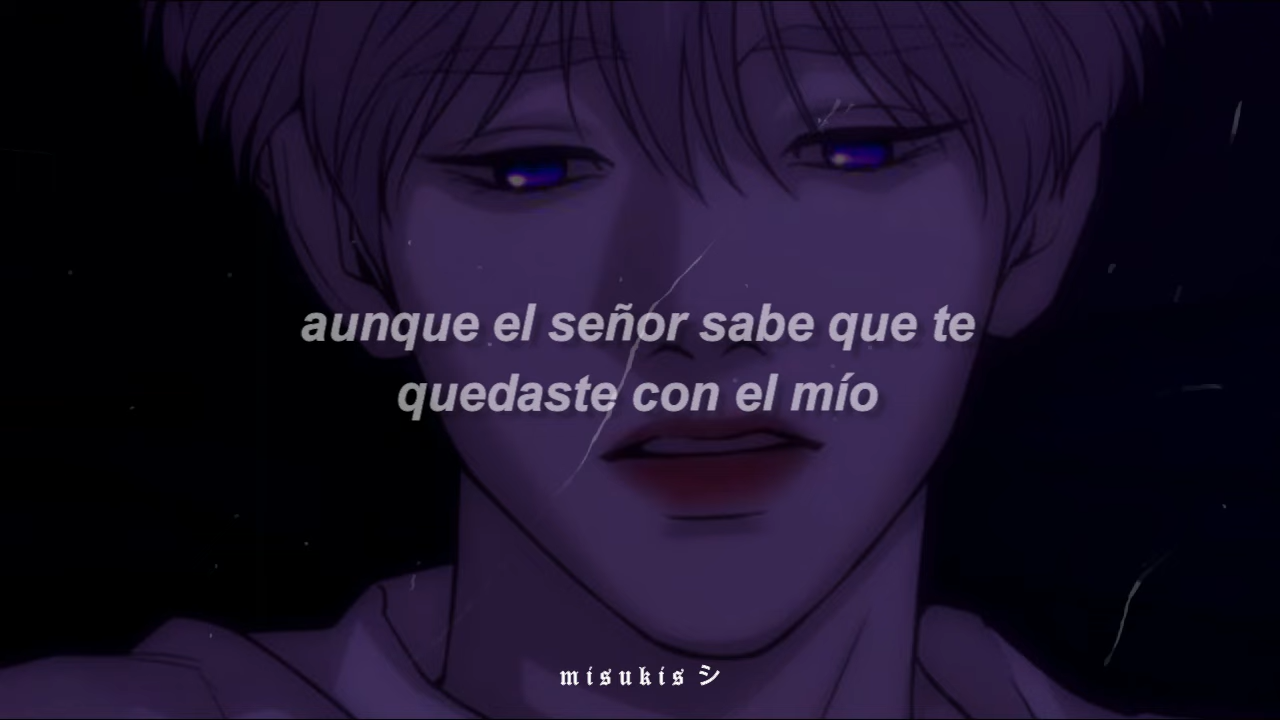 aunque el señor sabe que te
quedaste con el mío
misukis シ